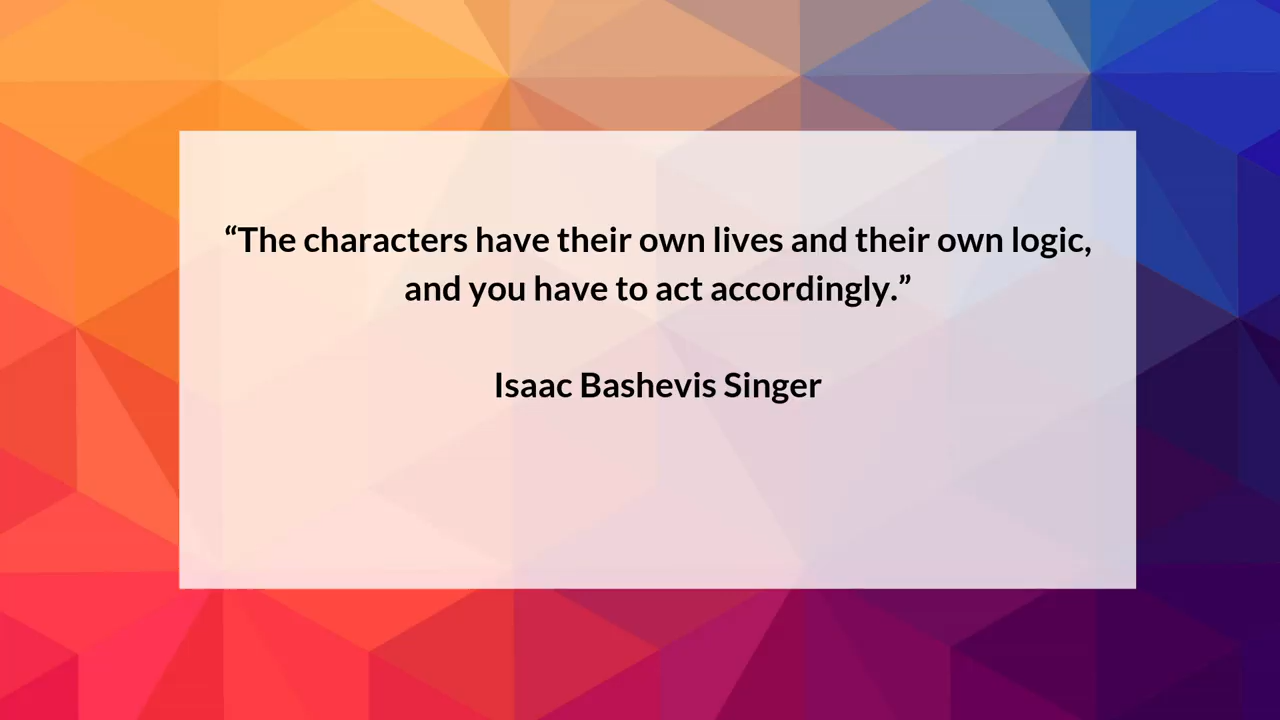 “The characters have their own lives and their own logic,
and you have to act accordingly.”
Isaac Bashevis Singer